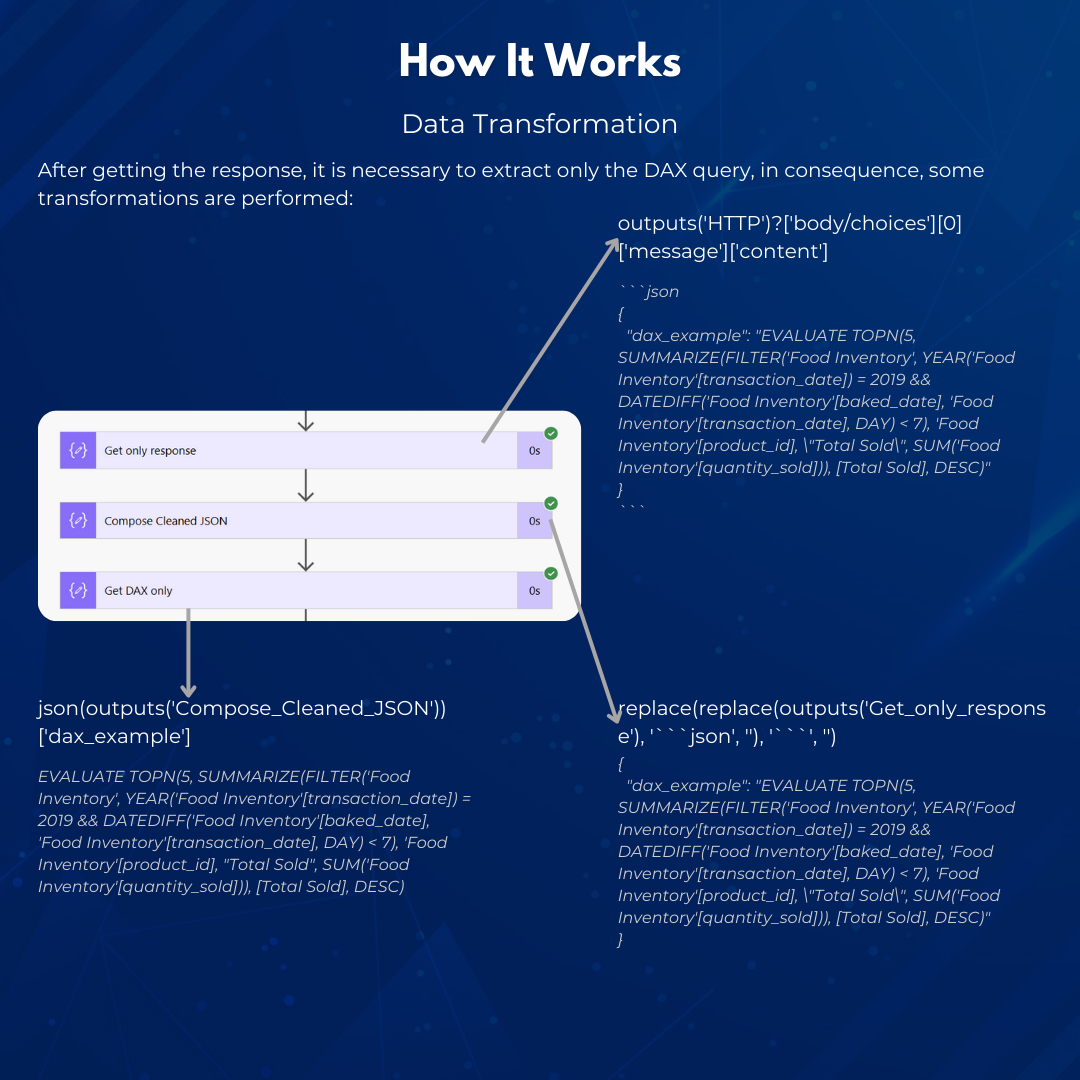 How It Works
Data Transformation
After getting the response, it is necessary to extract only the DAX query, in consequence, some
transformations are performed:
outputs('HTTP')?['body/choices'][0]
['message']['content']
```json
{
"dax_example": "EVALUATE TOPN(5,
SUMMARIZE(FILTER('Food Inventory', YEAR('Food
Inventory'[transaction_date]) = 2019 &&
DATEDIFF('Food Inventory'[baked_date], 'Food
Inventory'[transaction_date], DAY) < 7), 'Food
Inventory'[product_id], \"Total Sold\", SUM('Food
Inventory'[quantity_sold])), [Total Sold], DESC)"
}
```
Get only response
0s
Compose Cleaned JSON
0s
Get DAX only
0s
json(outputs('Compose_Cleaned_JSON'))
['dax_example']
EVALUATE TOPN(5, SUMMARIZE(FILTER('Food
Inventory', YEAR('Food Inventory'[transaction_date]) =
2019 && DATEDIFF('Food Inventory'[baked_date],
'Food Inventory'[transaction_date], DAY) < 7), 'Food
Inventory'[product_id], "Total Sold", SUM('Food
Inventory'[quantity_sold])), [Total Sold], DESC)
replace(replace(outputs('Get_only_respons
e'), '```json', ''), '```', '')
{
"dax_example": "EVALUATE TOPN(5,
SUMMARIZE(FILTER('Food Inventory', YEAR('Food
Inventory'[transaction_date]) = 2019 &&
DATEDIFF('Food Inventory'[baked_date], 'Food
Inventory'[transaction_date], DAY) < 7), 'Food
Inventory'[product_id], \"Total Sold\", SUM('Food
Inventory'[quantity_sold])), [Total Sold], DESC)"
}